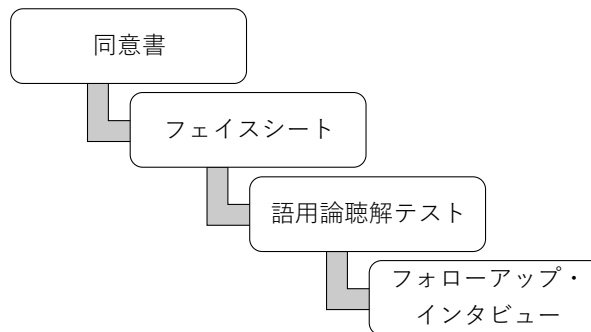 同意書
フェイスシート
語用論聴解テスト
フォローアップ・
インタビュー